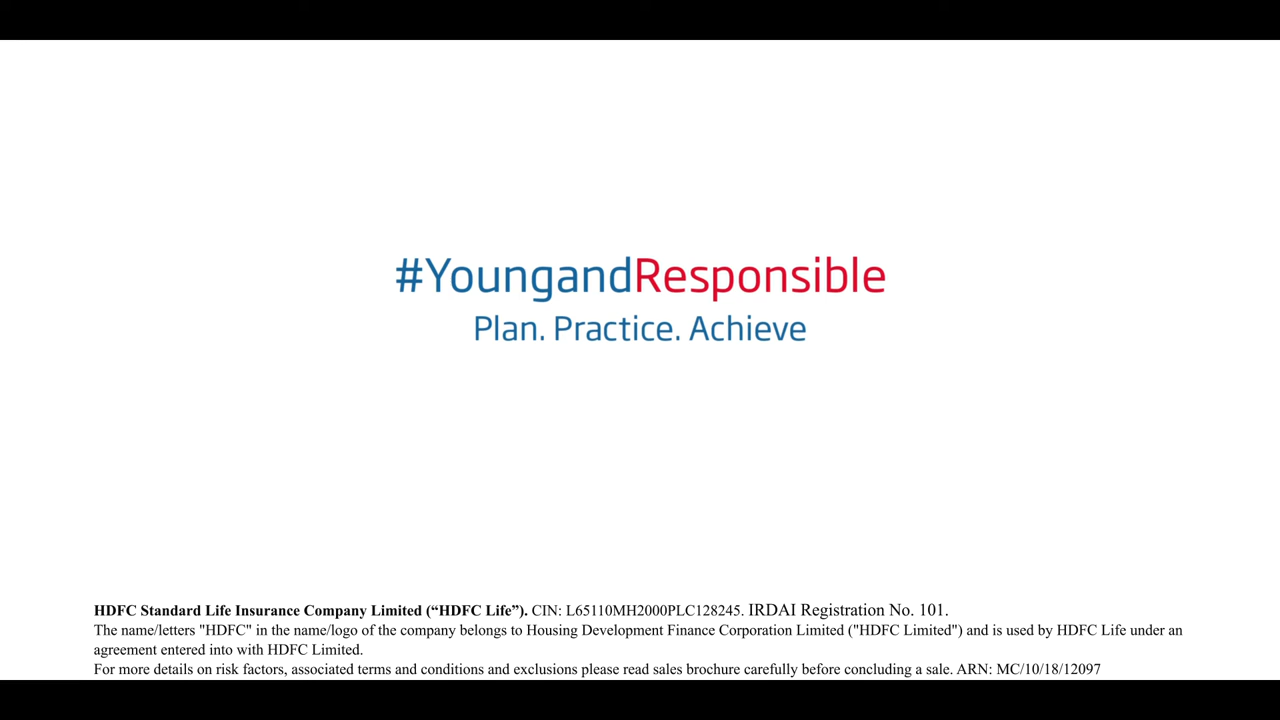 #YoungandResponsible
Plan. Practice. Achieve
HDFC Standard Life Insurance Company Limited (“HDFC Life”). CIN: L65110MH2000PLC128245. IRDAI Registration No. 101.
The name/letters "HDFC" in the name/logo of the company belongs to Housing Development Finance Corporation Limited ("HDFC Limited") and is used by HDFC Life under an
agreement entered into with HDFC Limited.
For more details on risk factors, associated terms and conditions and exclusions please read sales brochure carefully before concluding a sale. ARN: MC/10/18/12097